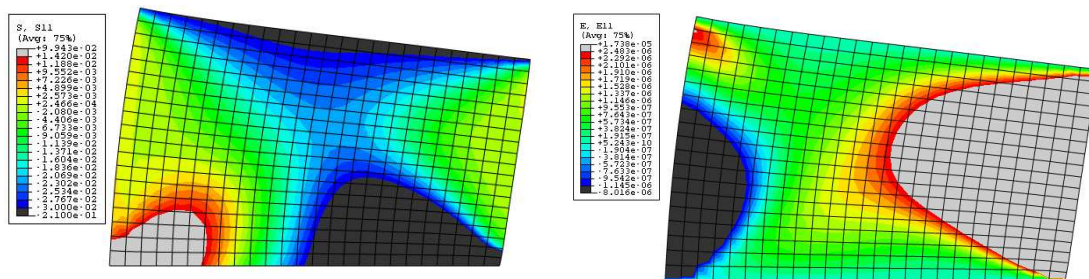 S, S11
(Avg: 75%)
+9.943e-02
+1.420e-02
+1.188e-02
+9.552e-03
+7.226e-03
+4.899e-03
+2.573e-03
+2.466e-04
-2.080e-03
-4.406e-03
-6.733e-03
-9.059e-03
-1.139e-02
-1.371e-02
-1.604e-02
-1.836e-02
-2.069e-02
-2.302e-02
-2.534e-02
-2.767e-02
-3.000e-02
-2.100e-01
E, E11
(Avg: 75%)
+1.738e-05
+2.483e-06
+2.292e-06
+2.101e-06
+1.910e-06
+1.719e-06
+1.528e-06
+1.337e-06
+1.146e-06
+9.553e-07
+7.643e-07
+5.734e-07
+3.824e-07
+1.915e-07
+5.243e-10
-1.904e-07
-3.814e-07
-5.723e-07
-7.633e-07
-9.542e-07
-1.145e-06
-8.016e-06